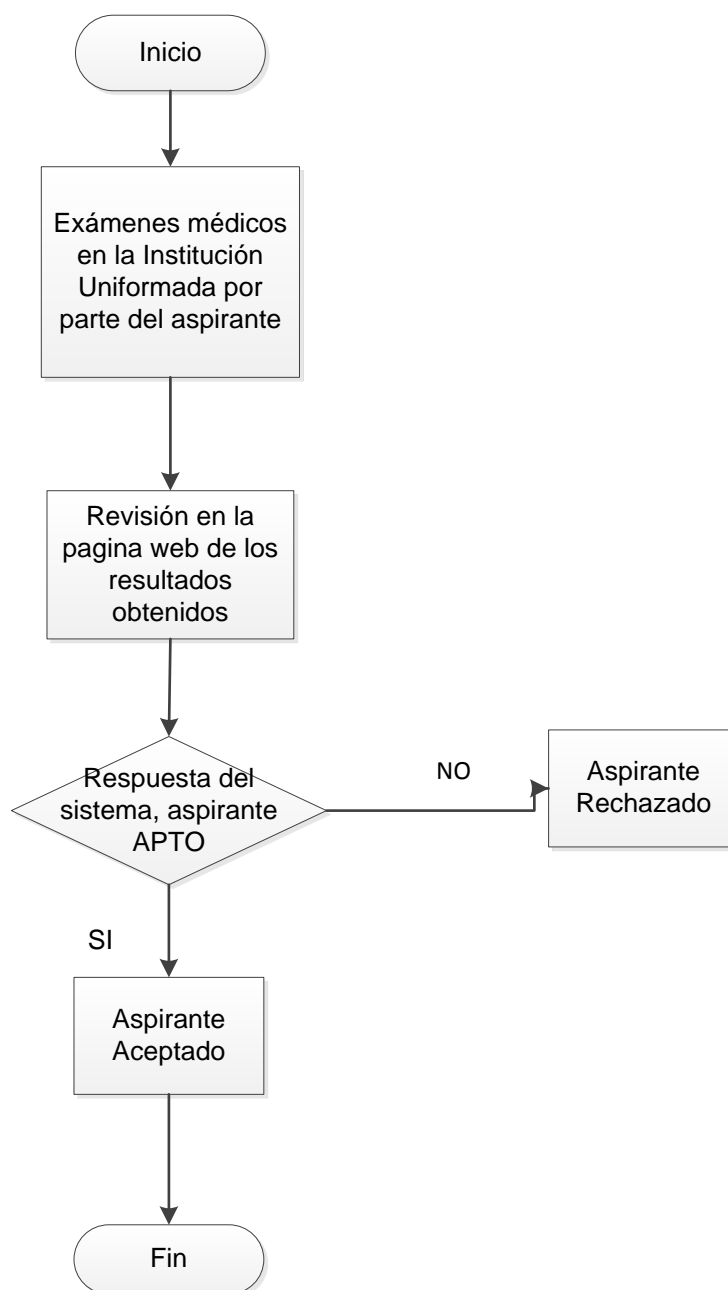 Inicio
Exámenes médicos
en la Institución
Uniformada por
parte del aspirante
Revisión en la
pagina web de los
resultados
obtenidos
Respuesta del
sistema, aspirante
APTO
NO
Aspirante
Rechazado
SI
Aspirante
Aceptado
Fin